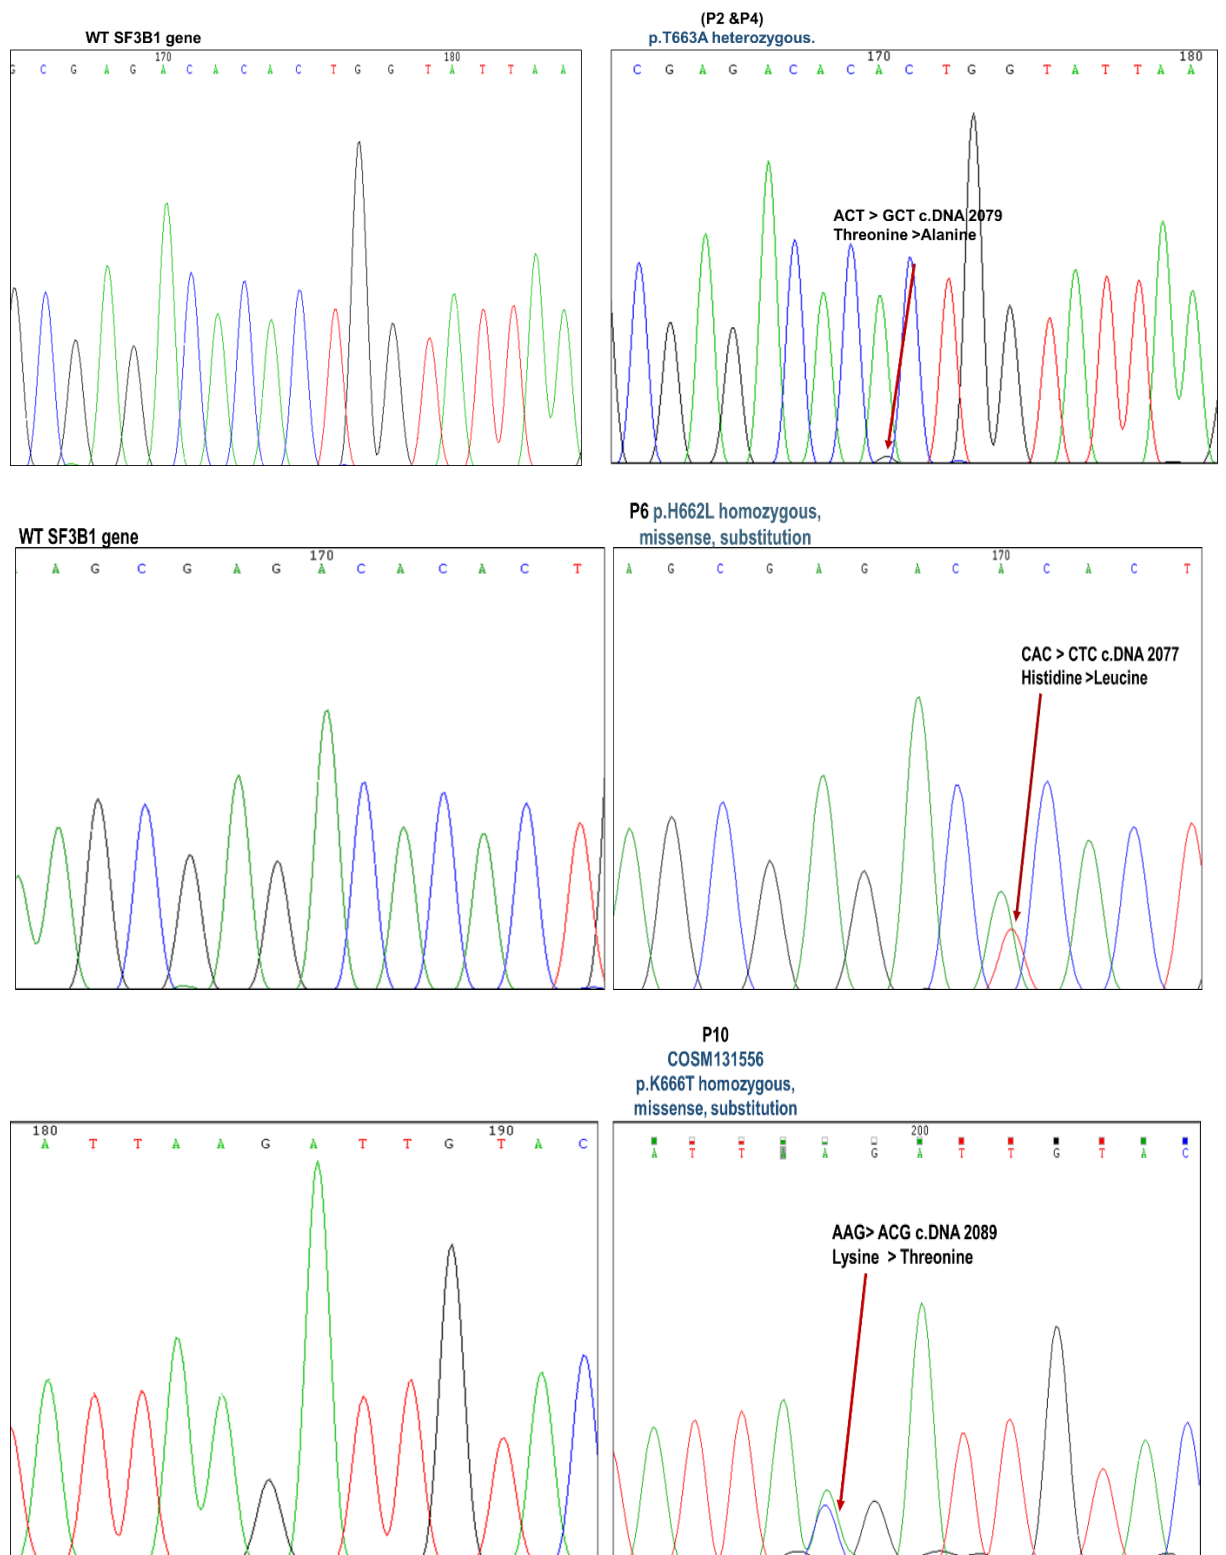 WT SF3B1 gene
170 180
G C G A G A C A C A C T G G T A T T A A
(P2 &P4)
p.T663A heterozygous.
170 180
C G A G A C A C A C T G G T A T T A A
ACT > GCT c.DNA 2079
Threonine >Alanine
WT SF3B1 gene
170
A G C G A G A C A C A C T
P6 p.H662L homozygous,
missense, substitution
170
A G C G A G A C A C A C T
CAC > CTC c.DNA 2077
Histidine >Leucine
180 190
A T T A A G A T T G T A C
P10
COSM131556
p.K666T homozygous,
missense, substitution
200
A T T A A G A T T G T A C
AAG> ACG c.DNA 2089
Lysine > Threonine